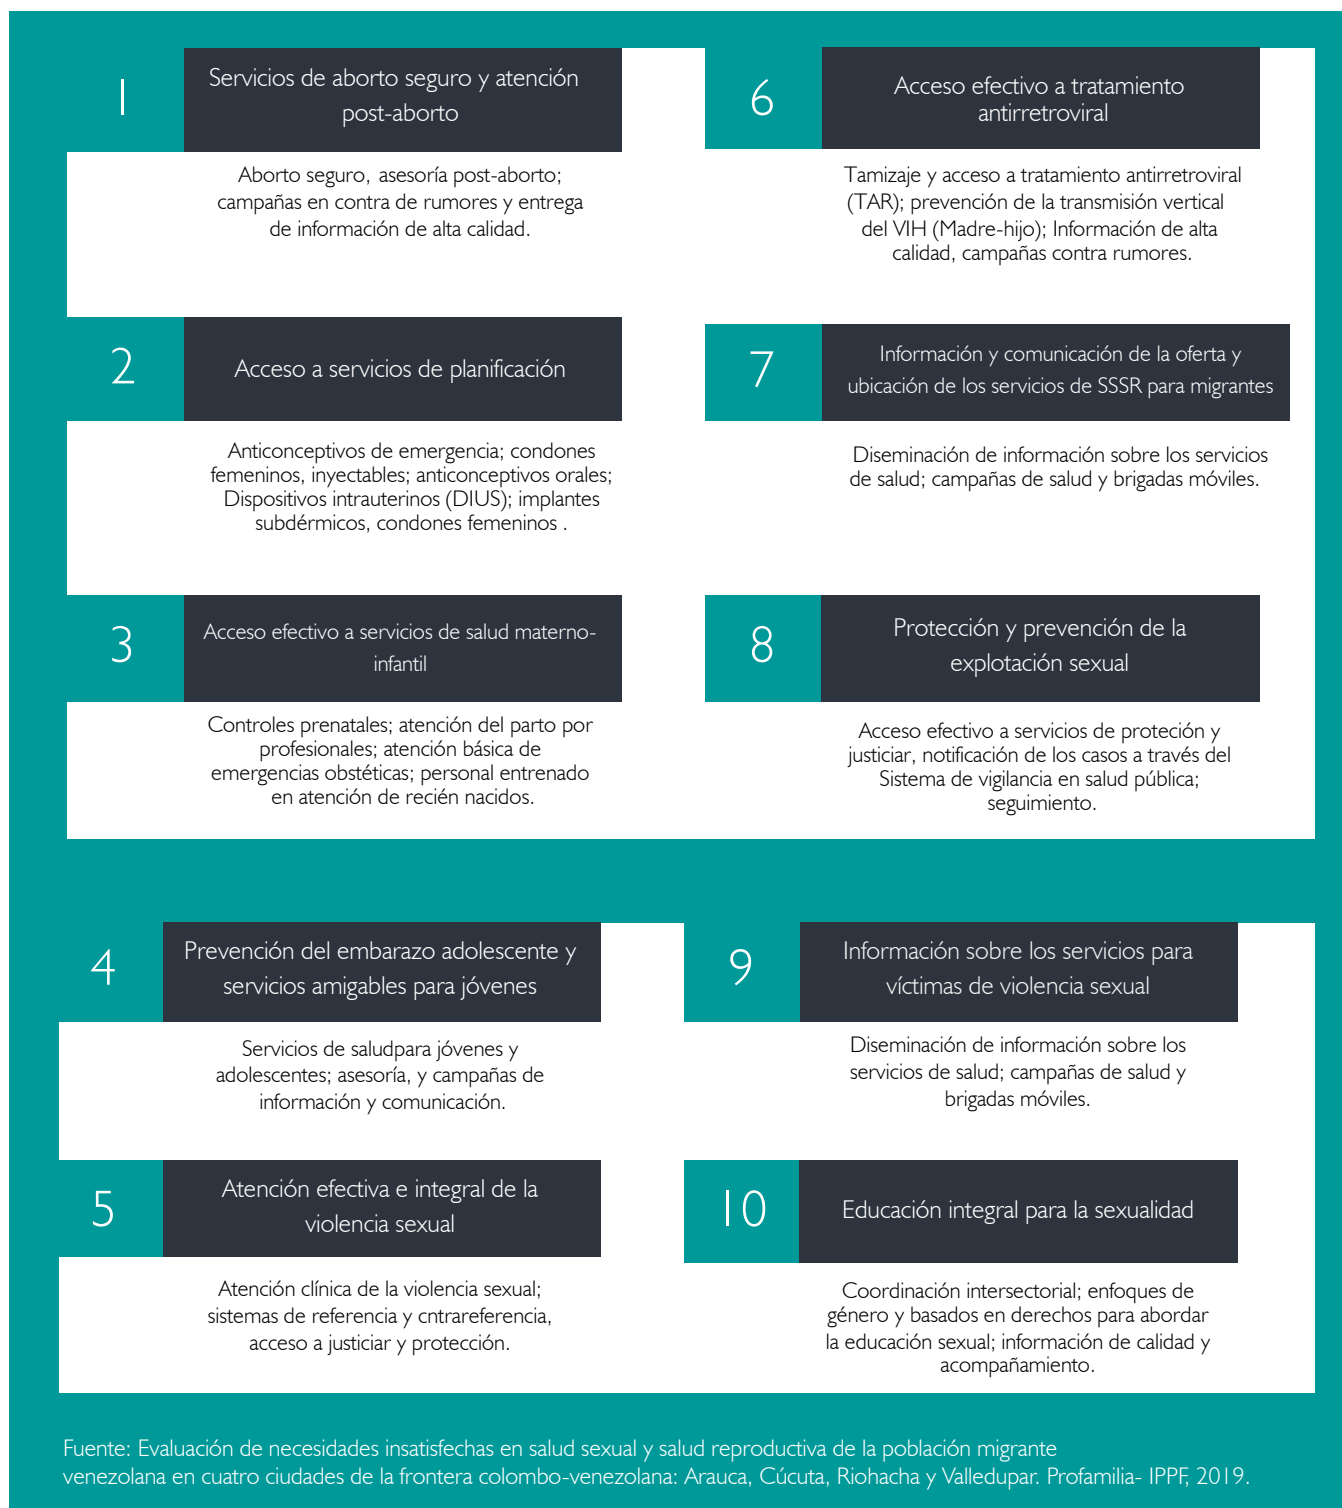 1
Servicios de aborto seguro y atención
post-aborto
Aborto seguro, asesoría post-aborto;
campañas en contra de rumores y entrega
de información de alta calidad.
2
Acceso a servicios de planificación
Anticonceptivos de emergencia; condones
femeninos, inyectables; anticonceptivos orales;
Dispositivos intrauterinos (DIUS); implantes
subdérmicos, condones femeninos .
3
Acceso efectivo a servicios de salud materno-
infantil
Controles prenatales; atención del parto por
profesionales; atención básica de
emergencias obstéticas; personal entrenado
en atención de recién nacidos.
6
Acceso efectivo a tratamiento
antirretroviral
Tamizaje y acceso a tratamiento antirretroviral
(TAR); prevención de la transmisión vertical
del VIH (Madre-hijo); Información de alta
calidad, campañas contra rumores.
7
Información y comunicación de la oferta y
ubicación de los servicios de SSSR para migrantes
Diseminación de información sobre los servicios
de salud; campañas de salud y brigadas móviles.
8
Protección y prevención de la
explotación sexual
Acceso efectivo a servicios de proteción y
justiciar, notificación de los casos a través del
Sistema de vigilancia en salud pública;
seguimiento.
4
Prevención del embarazo adolescente y
servicios amigables para jóvenes
Servicios de saludpara jóvenes y
adolescentes; asesoría, y campañas de
información y comunicación.
5
Atención efectiva e integral de la
violencia sexual
Atención clínica de la violencia sexual;
sistemas de referencia y cntrareferencia,
acceso a justiciar y protección.
9
Información sobre los servicios para
víctimas de violencia sexual
Diseminación de información sobre los
servicios de salud; campañas de salud y
brigadas móviles.
10
Educación integral para la sexualidad
Coordinación intersectorial; enfoques de
género y basados en derechos para abordar
la educación sexual; información de calidad y
acompañamiento.
Fuente: Evaluación de necesidades insatisfechas en salud sexual y salud reproductiva de la población migrante
venezolana en cuatro ciudades de la frontera colombo-venezolana: Arauca, Cúcuta, Riohacha y Valledupar. Profamilia- IPPF, 2019.